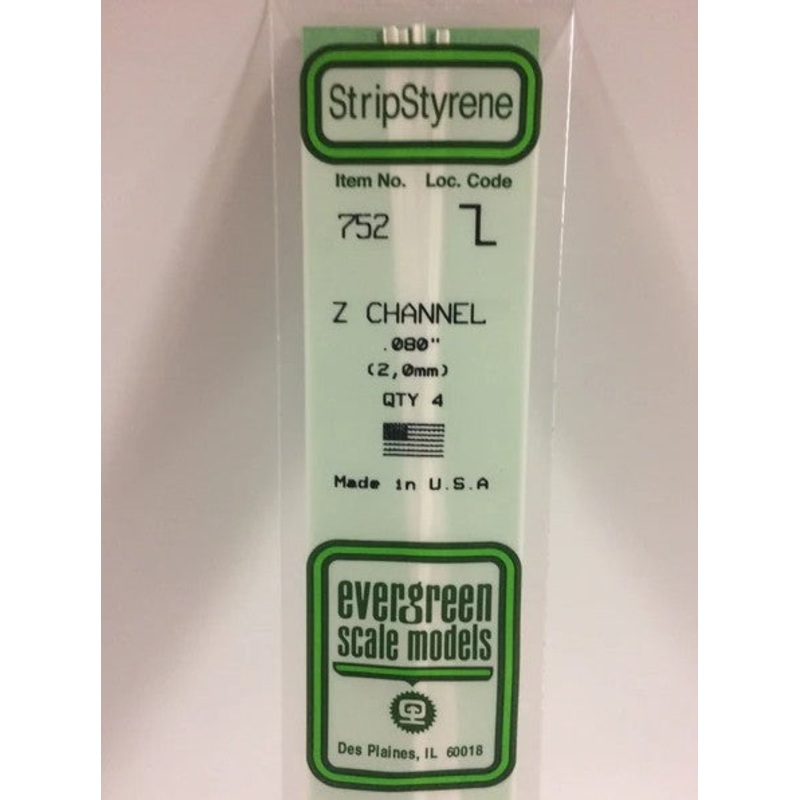 StripStyrene
Item No. Loc. Code
752
Z CHANNEL
.080"
(2,0mm)
QTY 4
Made in U.S.A
evergreen
scale models
Des Plaines, IL 60018